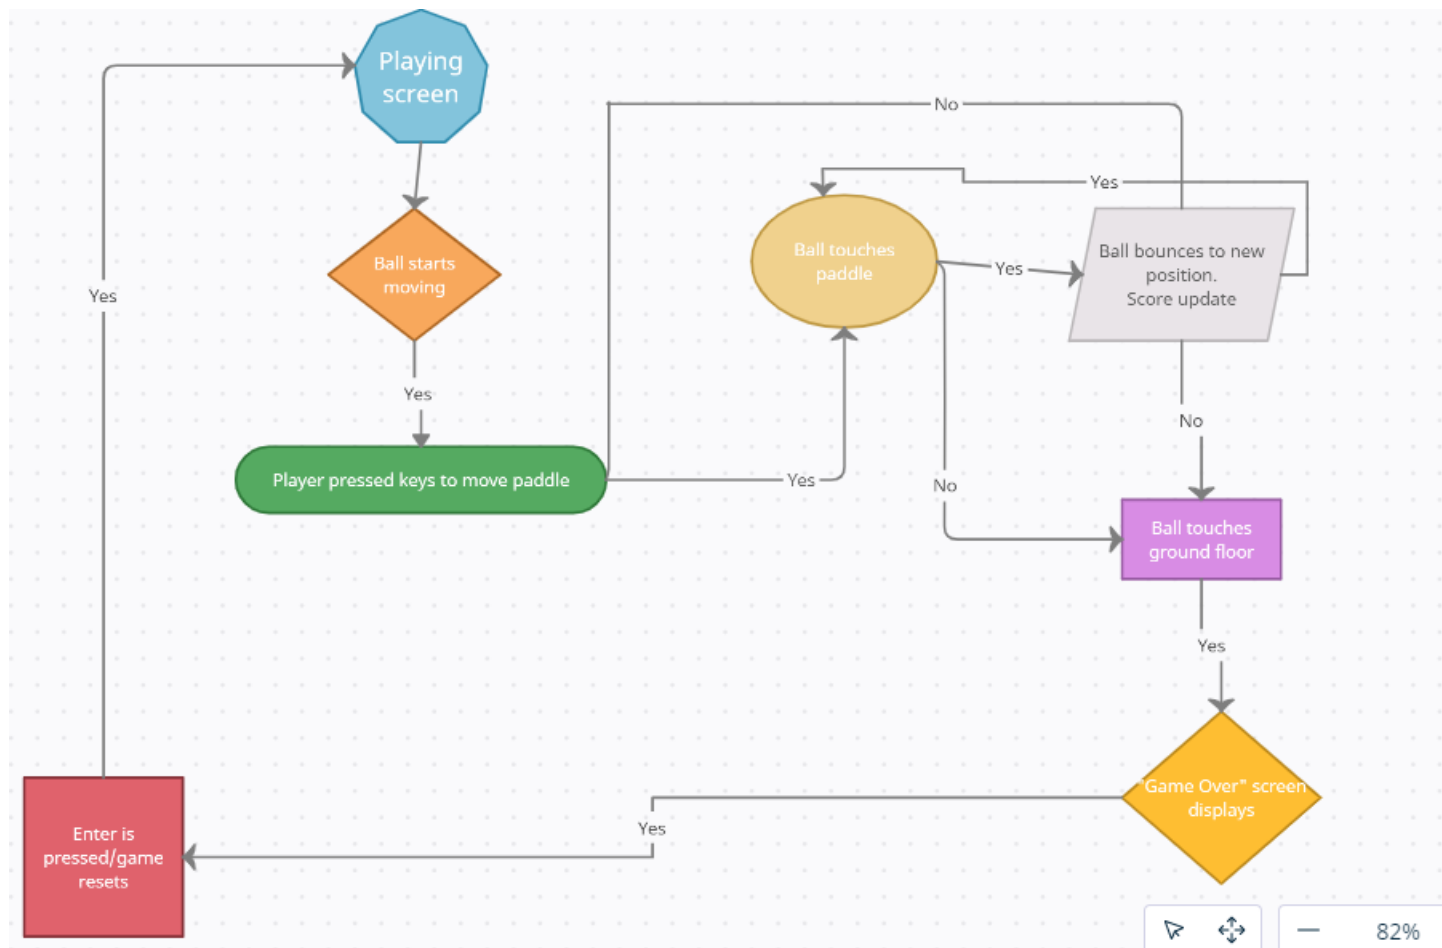 Playing
screen
No
Yes
Ball starts
moving
Ball touches
paddle
Yes
Ball bounces to new
position.
Score update
Yes
Yes
No
Player pressed keys to move paddle
Yes
No
Ball touches
ground floor
Yes
"Game Over" screen
displays
Yes
Enter is
pressed/game
resets
82%